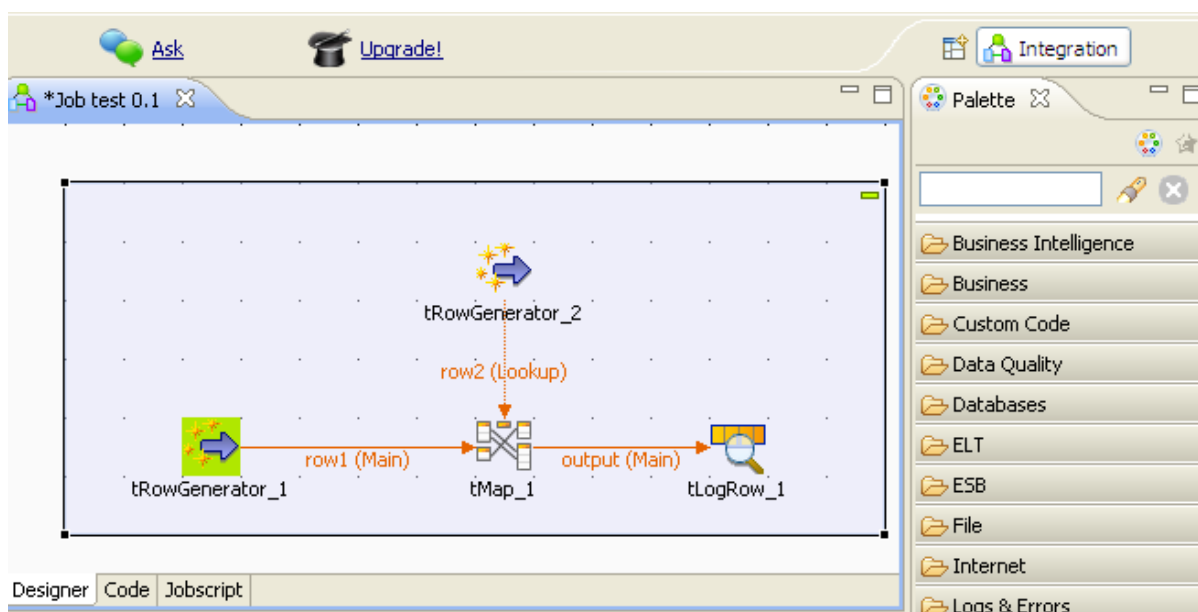 Ask
Upgrade!
Integration
*Job test 0.1
Palette
tRowGenerator_2
row2 (Lookup)
row1 (Main)
output (Main)
tRowGenerator_1
tMap_1
tLogRow_1
Designer
Code
Jobscript
Business Intelligence
Business
Custom Code
Data Quality
Databases
ELT
ESB
File
Internet
Logs & Errors